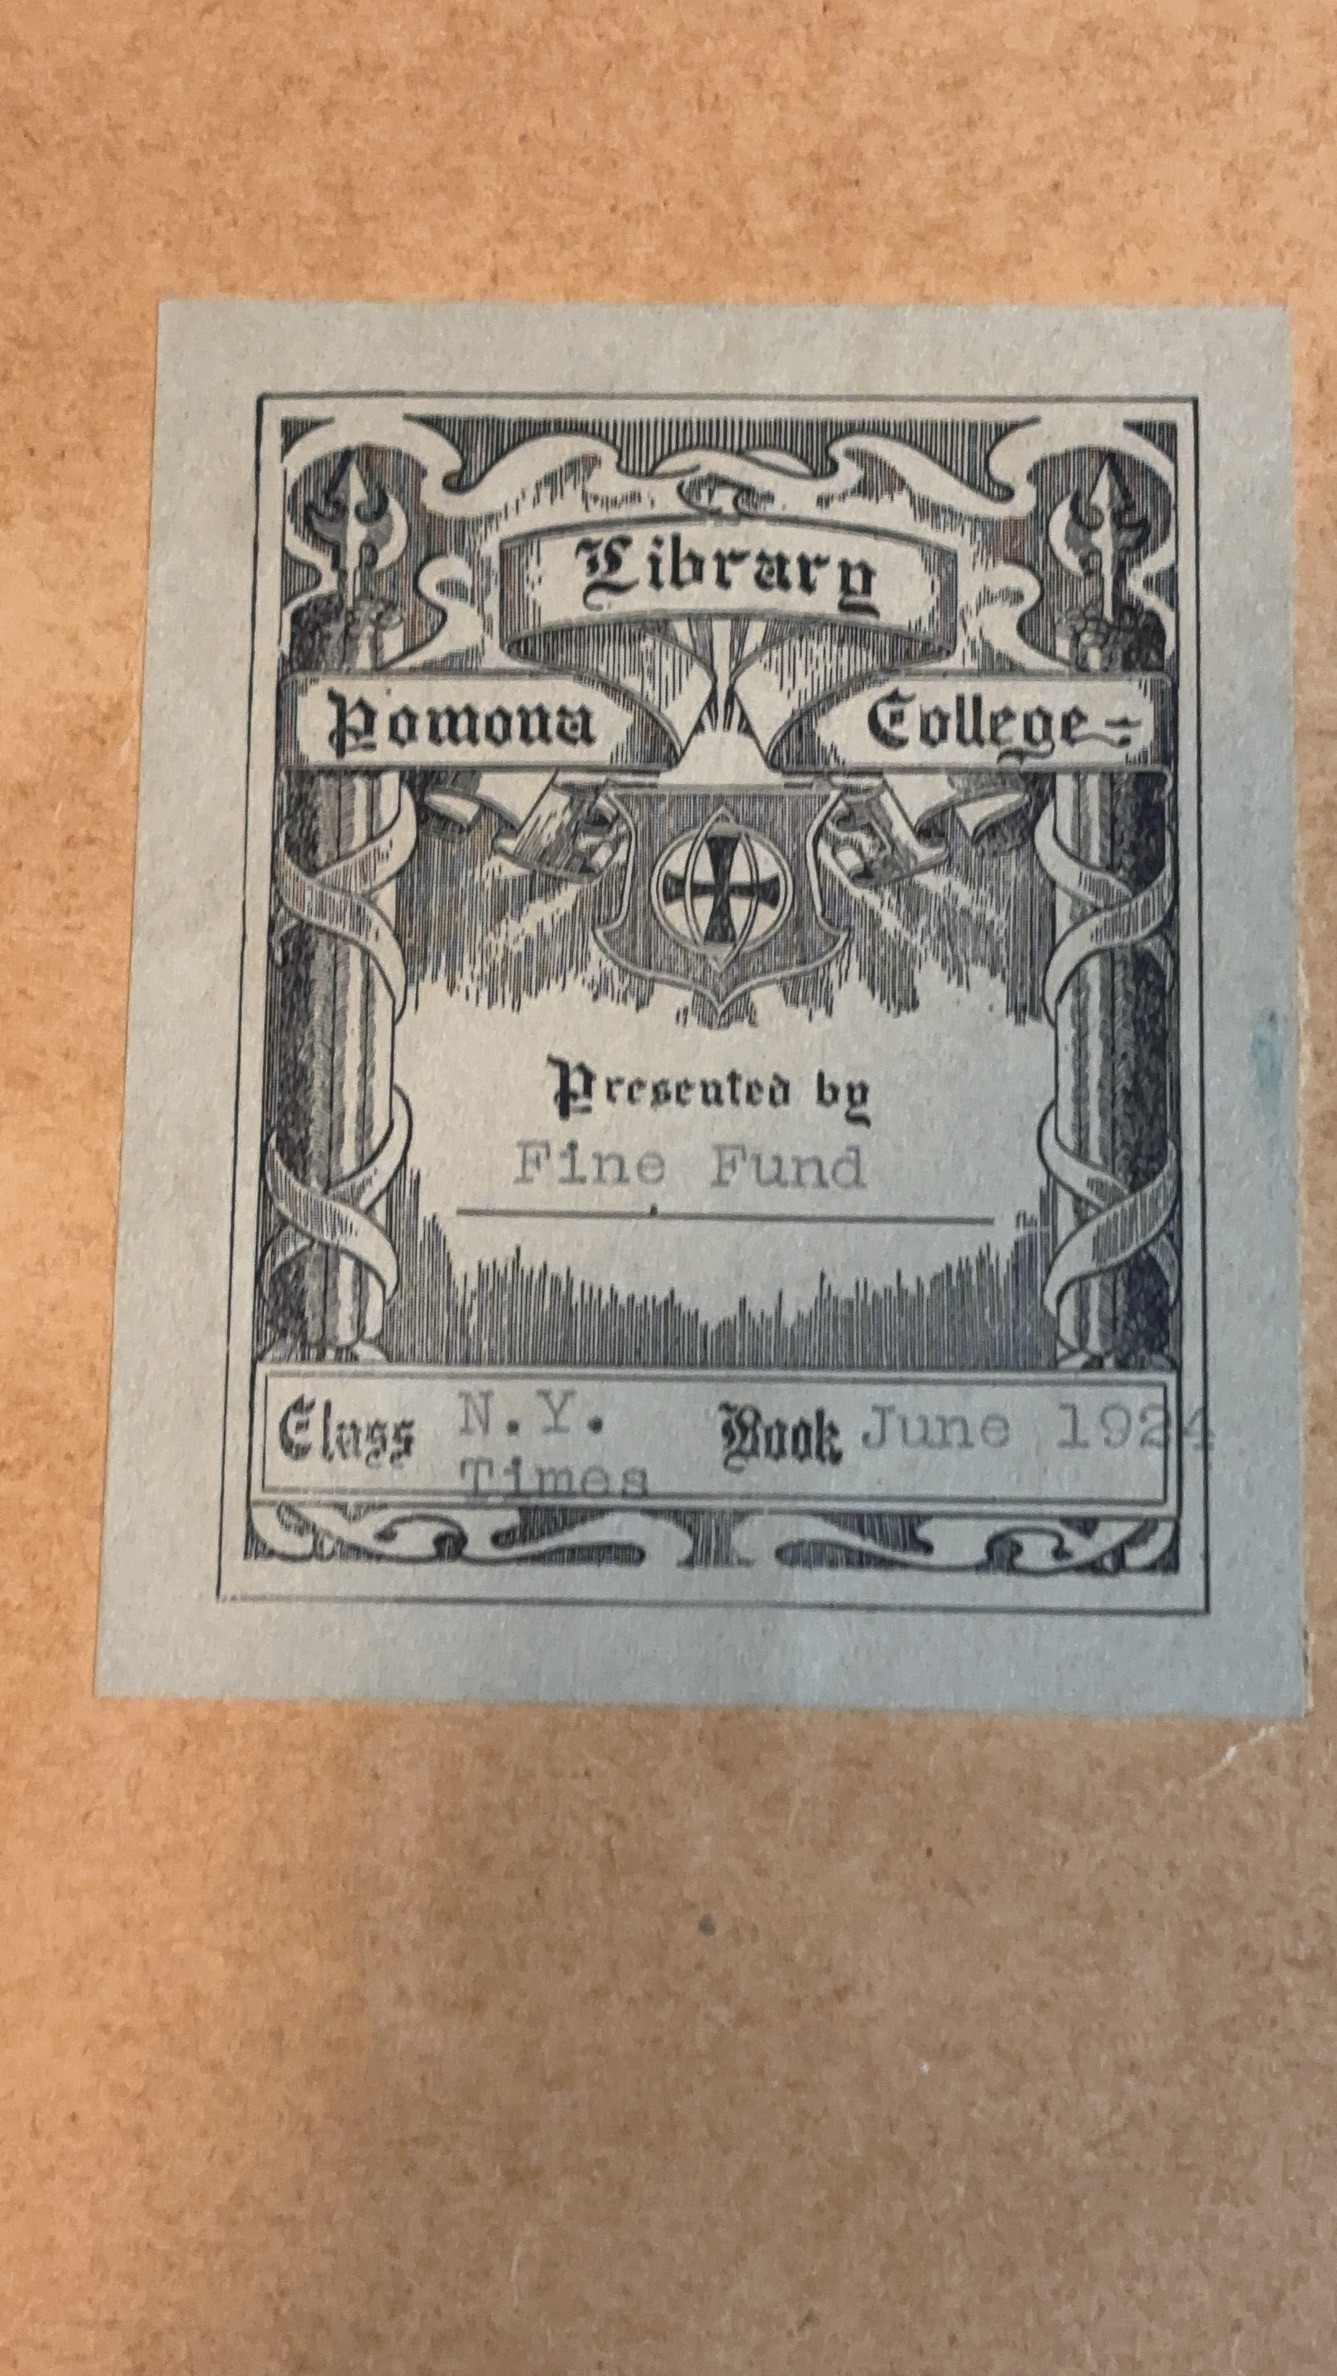 Library
Pomona College
Presented by
Fine Fund
Class N.Y. Book June 1924
Times